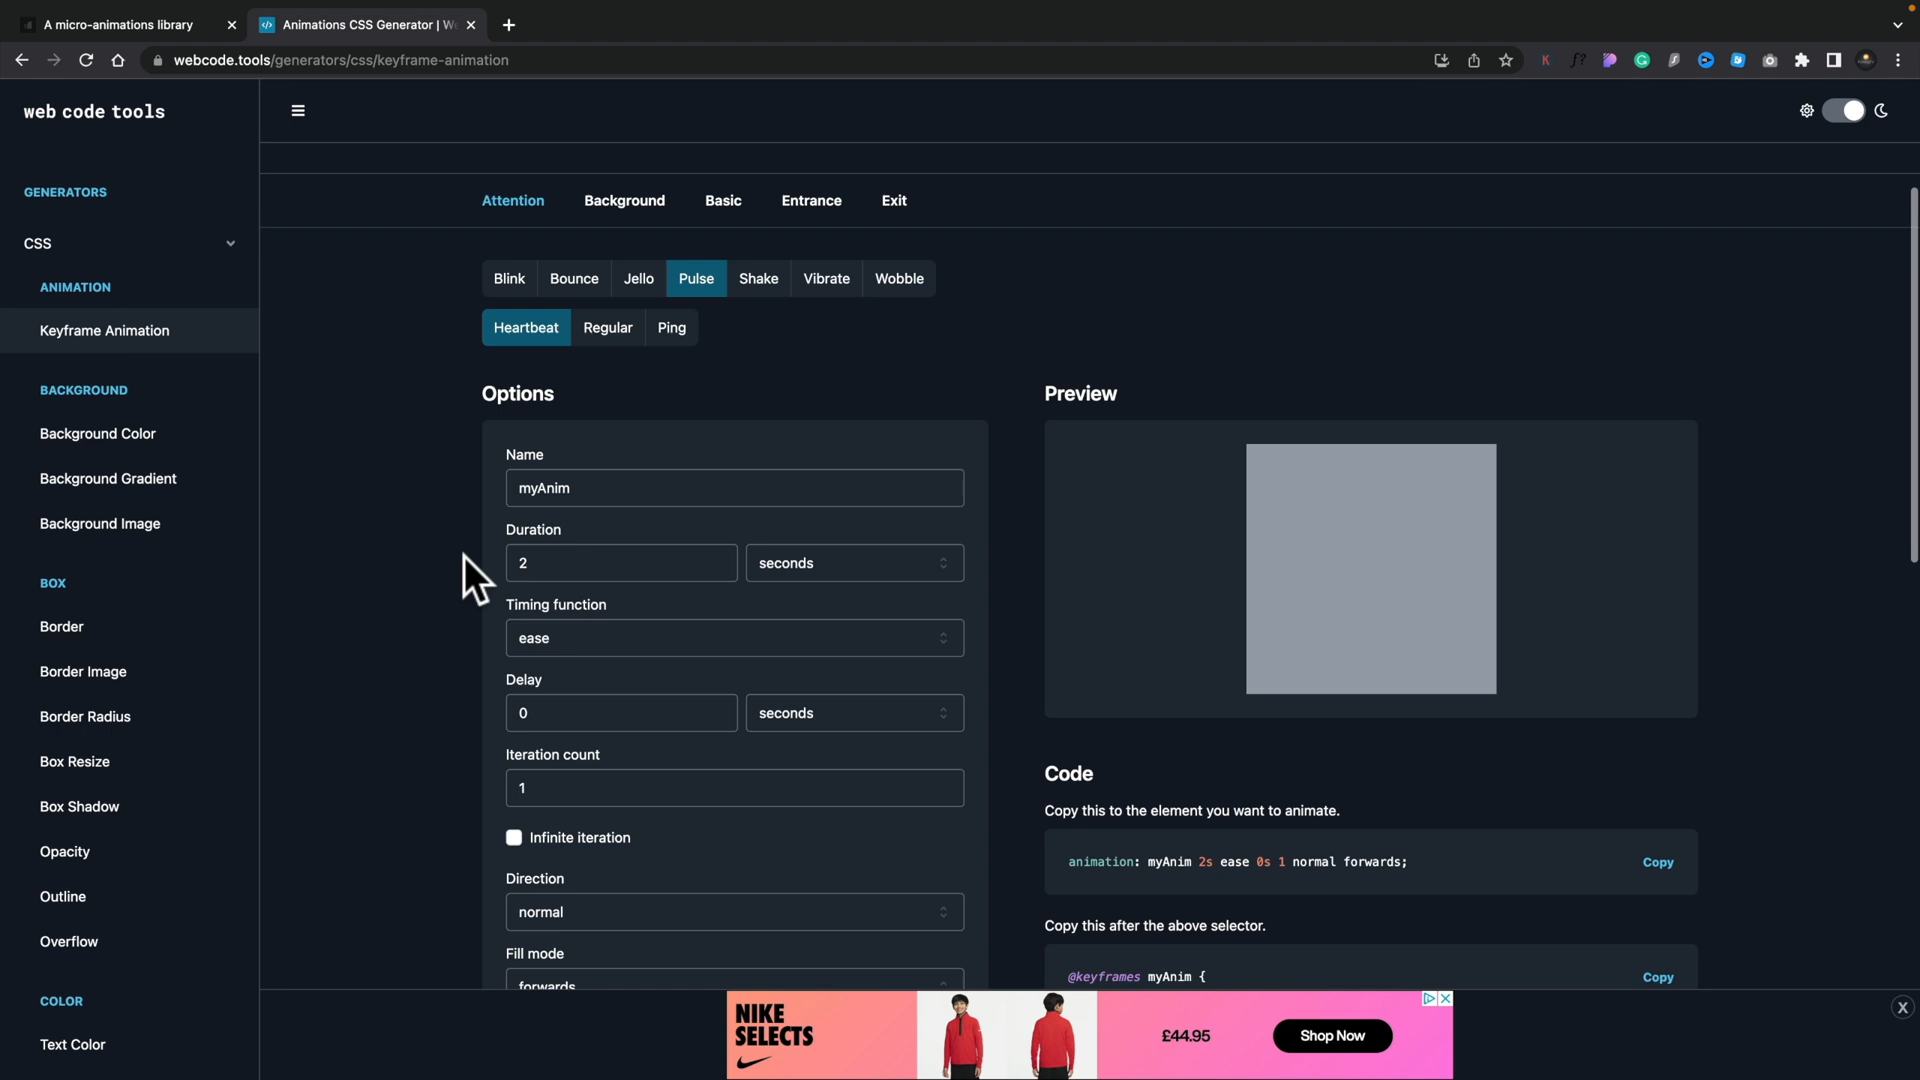 A micro-animations library
Animations CSS Generator | We
webcode.tools/generators/css/keyframe-animation
web code tools
GENERATORS
CSS
ANIMATION
Keyframe Animation
BACKGROUND
Background Color
Background Gradient
Background Image
BOX
Border
Border Image
Border Radius
Box Resize
Box Shadow
Opacity
Outline
Overflow
COLOR
Text Color
Attention Background Basic Entrance Exit
Blink Bounce Jello Pulse Shake Vibrate Wobble
Heartbeat Regular Ping
Options
Name
myAnim
Duration
2 seconds
Timing function
ease
Delay
0 seconds
Iteration count
1
Infinite iteration
Direction
normal
Fill mode
forwards
Preview
Code
Copy this to the element you want to animate.
animation: myAnim 2s ease 0s 1 normal forwards;
Copy
Copy this after the above selector.
@keyframes myAnim {
Copy
NIKE
SELECTS
£44.95
Shop Now
X